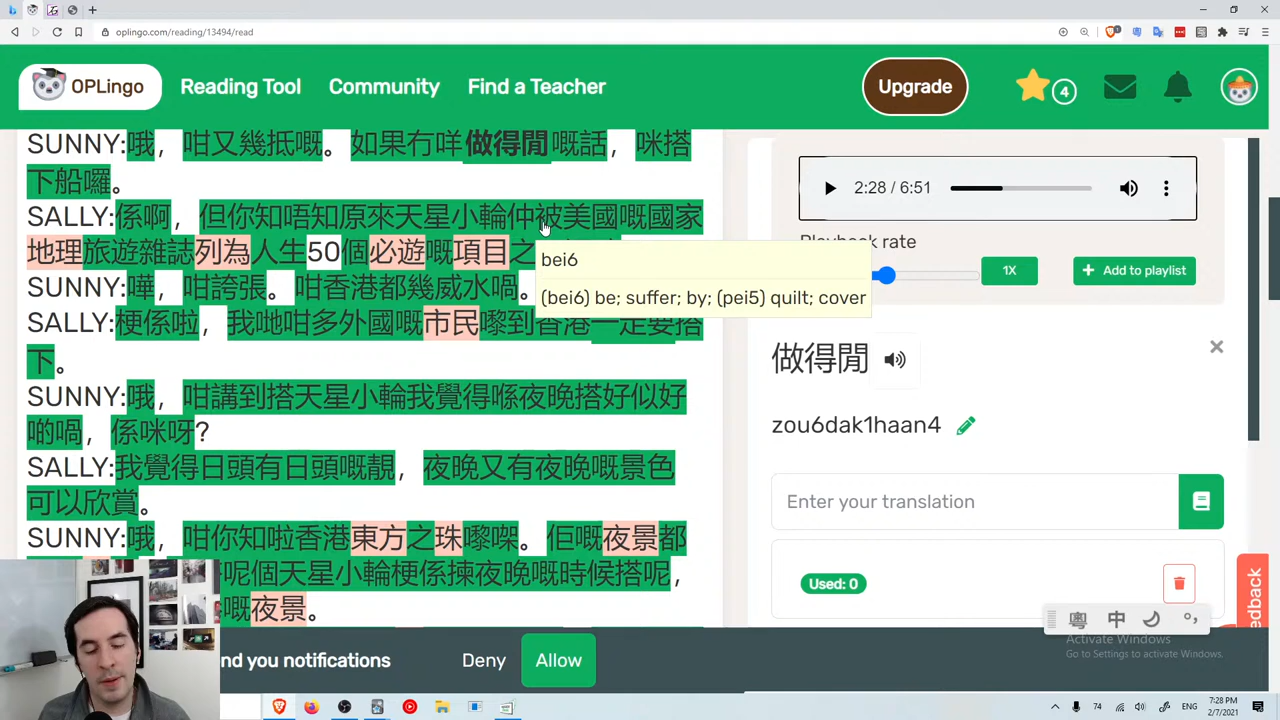 oplingo.com/reading/13494/read
OPLingo
Reading Tool
Community
Find a Teacher
Upgrade
4
SUNNY:哦，咁又幾抵嘅。如果冇咩做得閒嘅話，咪搭
下船囉。
SALLY:係啊，但你知唔知原來天星小輪仲被美國嘅國家
地理旅遊雜誌列為人生50個必遊嘅項目之
SUNNY:嘩，咁誇張。咁香港都幾威水喎。
SALLY:梗係啦，我哋咁多外國嘅市民嚟到香港一定要搭
下。
SUNNY:哦，咁講到搭天星小輪我覺得喺夜晚搭好似好
啲喎，係咪呀?
SALLY:我覺得日頭有日頭嘅靚，夜晚又有夜晚嘅景色
可以欣賞。
SUNNY:哦，咁你知啦香港東方之珠嚟㗎。佢嘅夜景都
呢個天星小輪梗係揀夜晚嘅時候搭呢，
嘅夜景。
bei6
(bei6) be; suffer; by; (pei5) quilt; cover
2:28 / 6:51
Playback rate
1X
Add to playlist
做得閒
zou6dak1haan4
Enter your translation
Used: 0
edback
粵 中
Activate Windows
Go to Settings to activate Windows.
nd you notifications
Deny
Allow
74
ENG
7:28 PM
2/7/2021